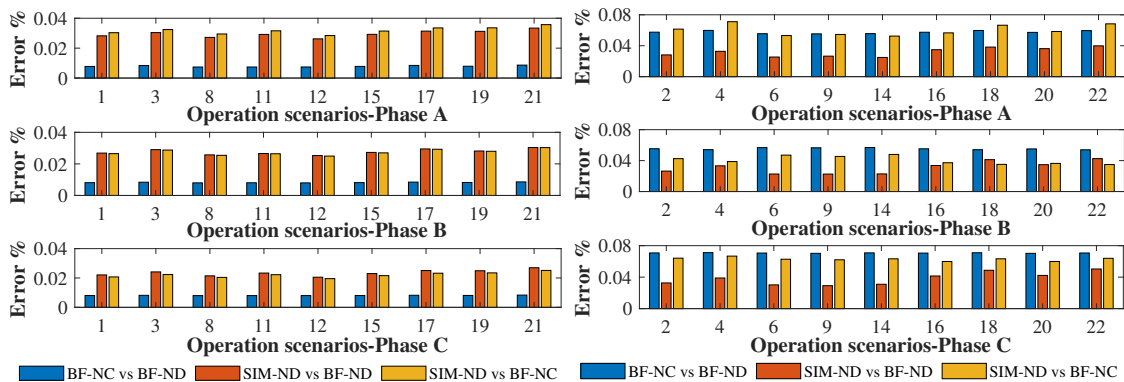 0.04
0.02
0
Error %
1 3 8 11 12 15 17 19 21
Operation scenarios-Phase A
0.04
0.02
0
Error %
1 3 8 11 12 15 17 19 21
Operation scenarios-Phase B
0.04
0.02
0
Error %
1 3 8 11 12 15 17 19 21
Operation scenarios-Phase C
BF-NC vs BF-ND SIM-ND vs BF-ND SIM-ND vs BF-NC
0.08
0.04
0
Error %
2 4 6 9 14 16 18 20 22
Operation scenarios-Phase A
0.08
0.04
0
Error %
2 4 6 9 14 16 18 20 22
Operation scenarios-Phase B
0.08
0.04
0
Error %
2 4 6 9 14 16 18 20 22
Operation scenarios-Phase C
BF-NC vs BF-ND SIM-ND vs BF-ND SIM-ND vs BF-NC